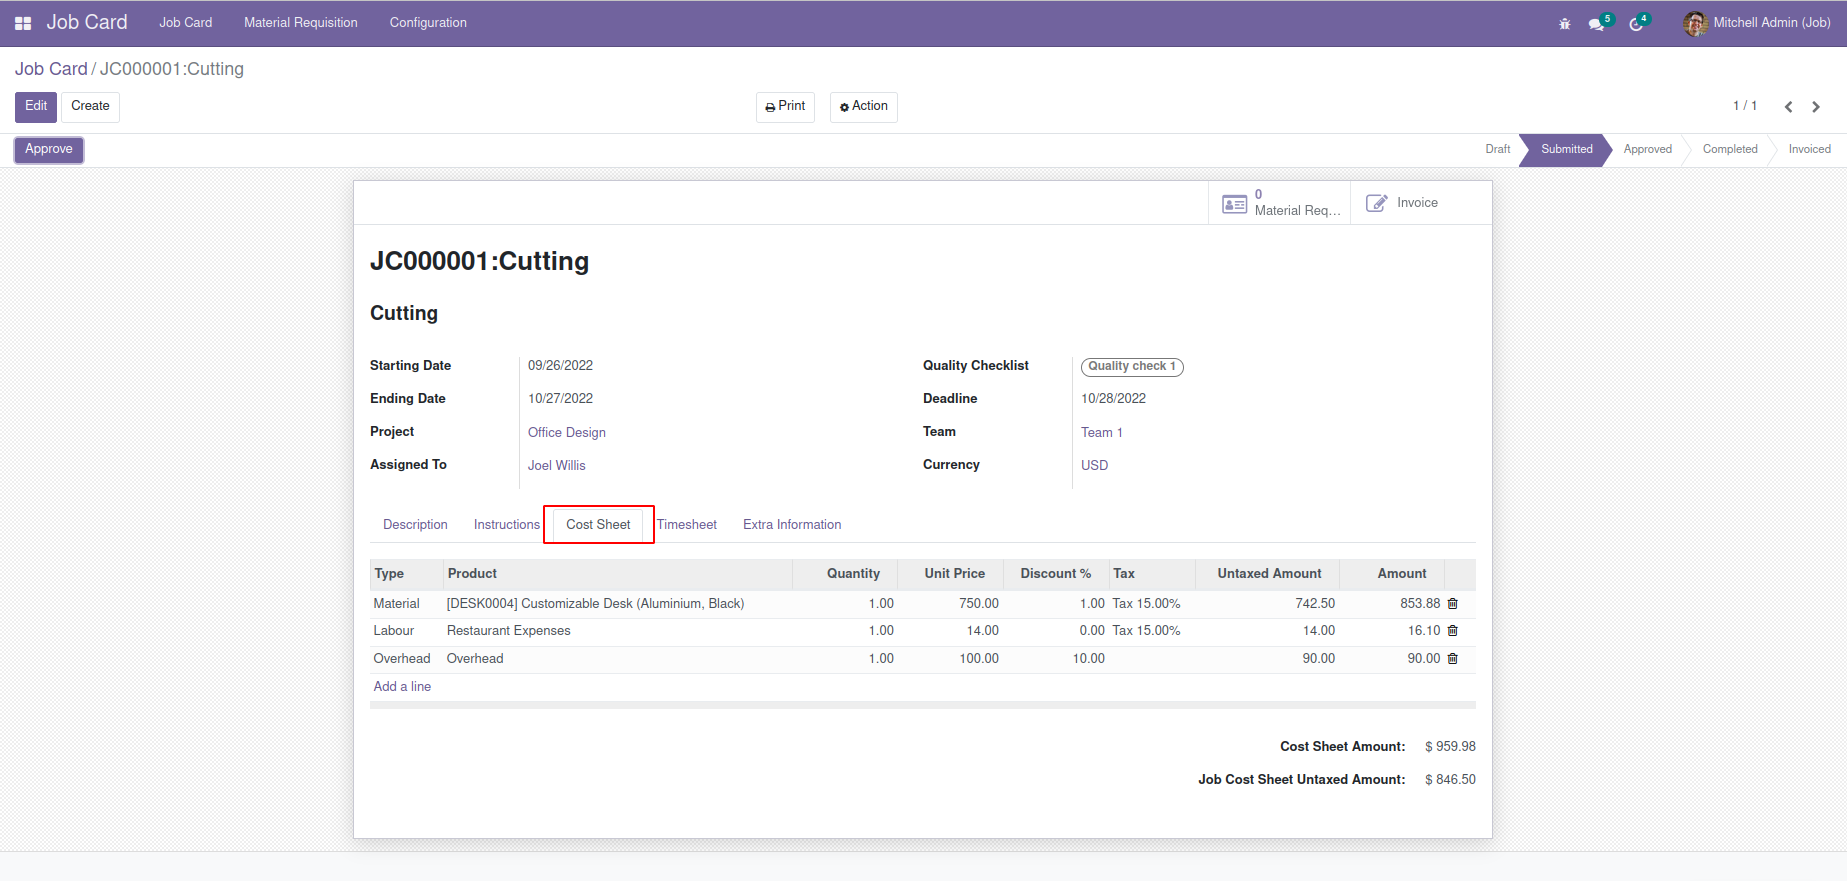 Job Card Job Card Material Requisition Configuration 5 4 Mitchell Admin (Job)
Job Card / JC000001:Cutting
Edit Create Print Action 1 / 1
Approve Draft Submitted Approved Completed Invoiced
0
Material Req... Invoice
JC000001:Cutting
Cutting
Starting Date 09/26/2022 Quality Checklist Quality check 1
Ending Date 10/27/2022 Deadline 10/28/2022
Project Office Design Team Team 1
Assigned To Joel Willis Currency USD
Description Instructions Cost Sheet Timesheet Extra Information
Type Product Quantity Unit Price Discount % Tax Untaxed Amount Amount
Material [DESK0004] Customizable Desk (Aluminium, Black) 1.00 750.00 1.00 Tax 15.00% 742.50 853.88
Labour Restaurant Expenses 1.00 14.00 0.00 Tax 15.00% 14.00 16.10
Overhead Overhead 1.00 100.00 10.00 90.00 90.00
Add a line
Cost Sheet Amount: $ 959.98
Job Cost Sheet Untaxed Amount: $ 846.50